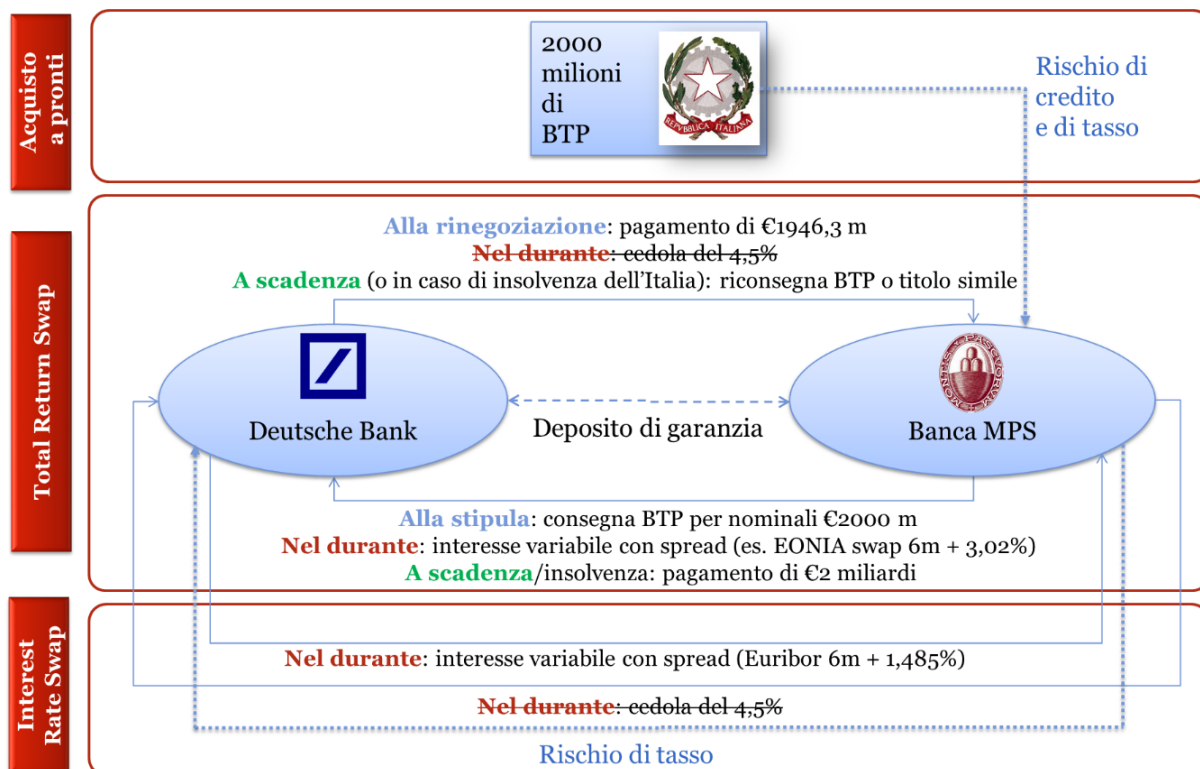 Acquisto
a pronti
2000
milioni
di
BTP
REPVBBLICA ITALIANA
Rischio di
credito
e di tasso
Total Return Swap
Alla rinegoziazione: pagamento di €1946,3 m
Nel durante: cedola del 4,5%
A scadenza (o in caso di insolvenza dell’Italia): riconsegna BTP o titolo simile
Deutsche Bank
Deposito di garanzia
Banca MPS
Alla stipula: consegna BTP per nominali €2000 m
Nel durante: interesse variabile con spread (es. EONIA swap 6m + 3,02%)
A scadenza/insolvenza: pagamento di €2 miliardi
Interest
Rate Swap
Nel durante: interesse variabile con spread (Euribor 6m + 1,485%)
Nel durante: cedola del 4,5%
Rischio di tasso